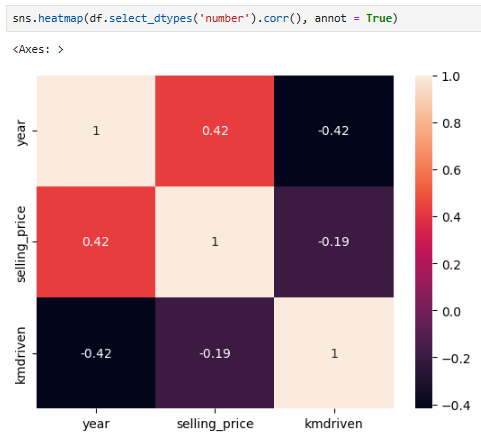 sns.heatmap(df.select_dtypes('number').corr(), annot = True)
<Axes: >
year
1
0.42
-0.42
selling_price
0.42
1
-0.19
kmdriven
-0.42
-0.19
1
year
selling_price
kmdriven
1.0
0.8
0.6
0.4
0.2
0.0
−0.2
−0.4